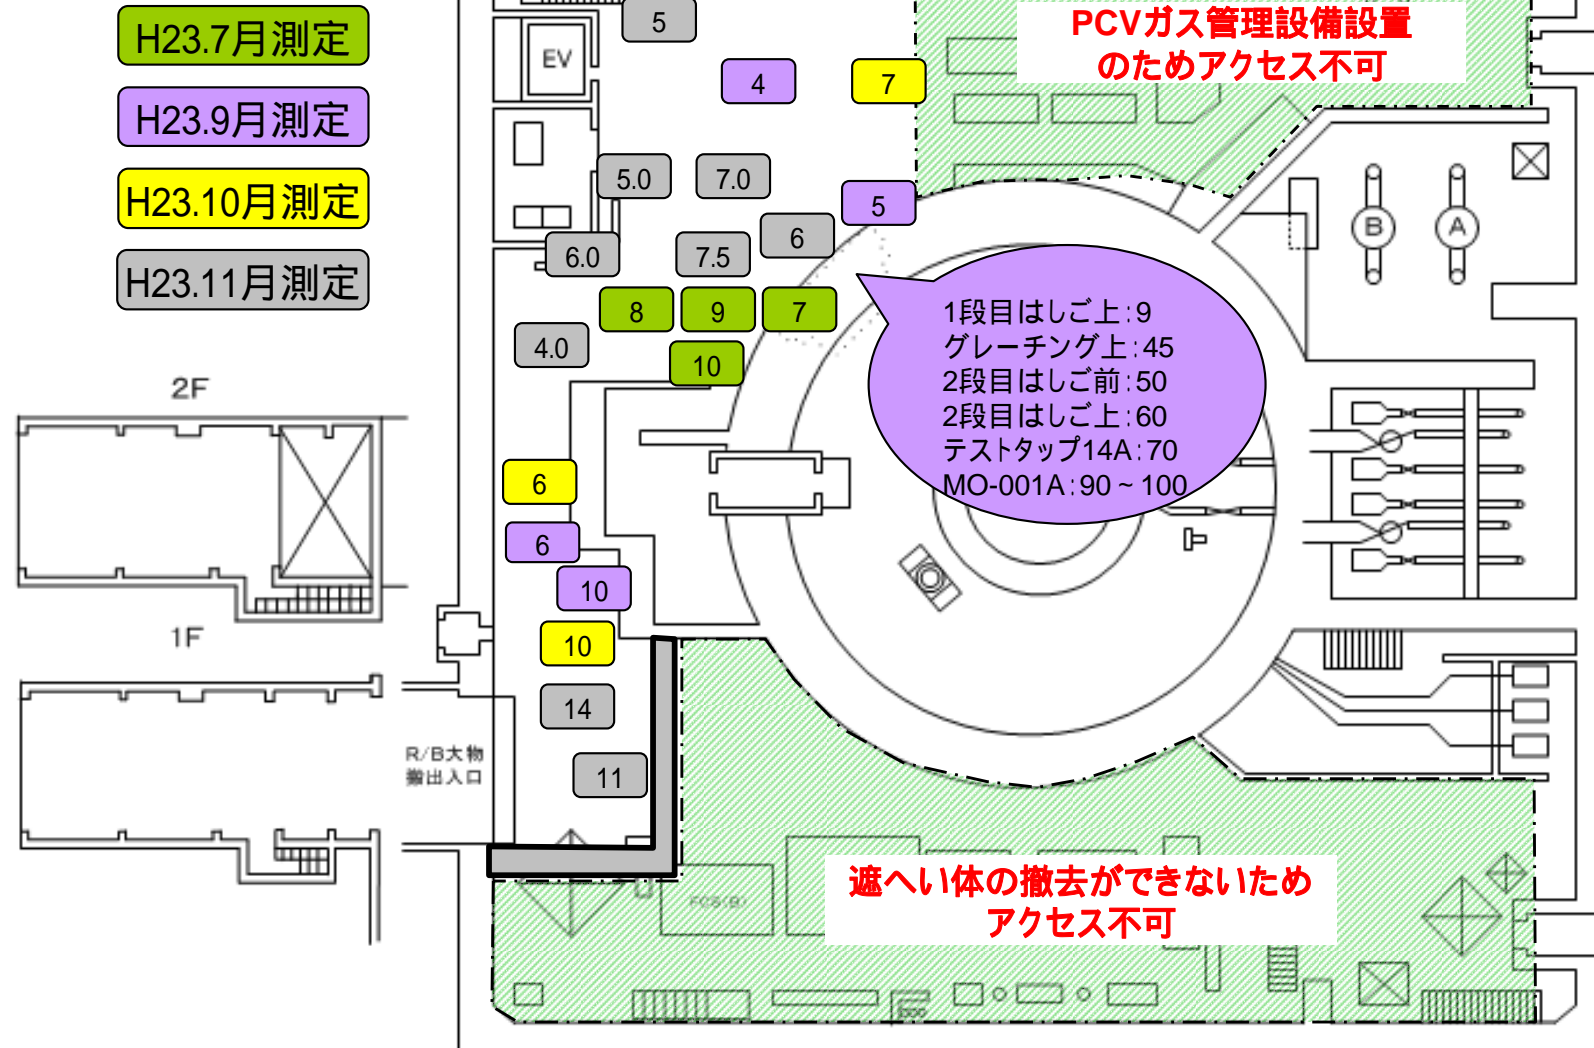 H23.7月測定
H23.9月測定
H23.10月測定
H23.11月測定
PCVガス管理設備設置
のためアクセス不可
5
EV
4
7
5.0
7.0
5
6
6.0
7.5
B
A
8
9
7
4.0
10
1段目はしご上:9
グレーチング上:45
2段目はしご前:50
2段目はしご上:60
テストタップ14A:70
MO-001A:90~100
2F
6
6
10
10
1F
14
R/B大物
搬出入口
11
遮へい体の撤去ができないため
アクセス不可
FCS(B)